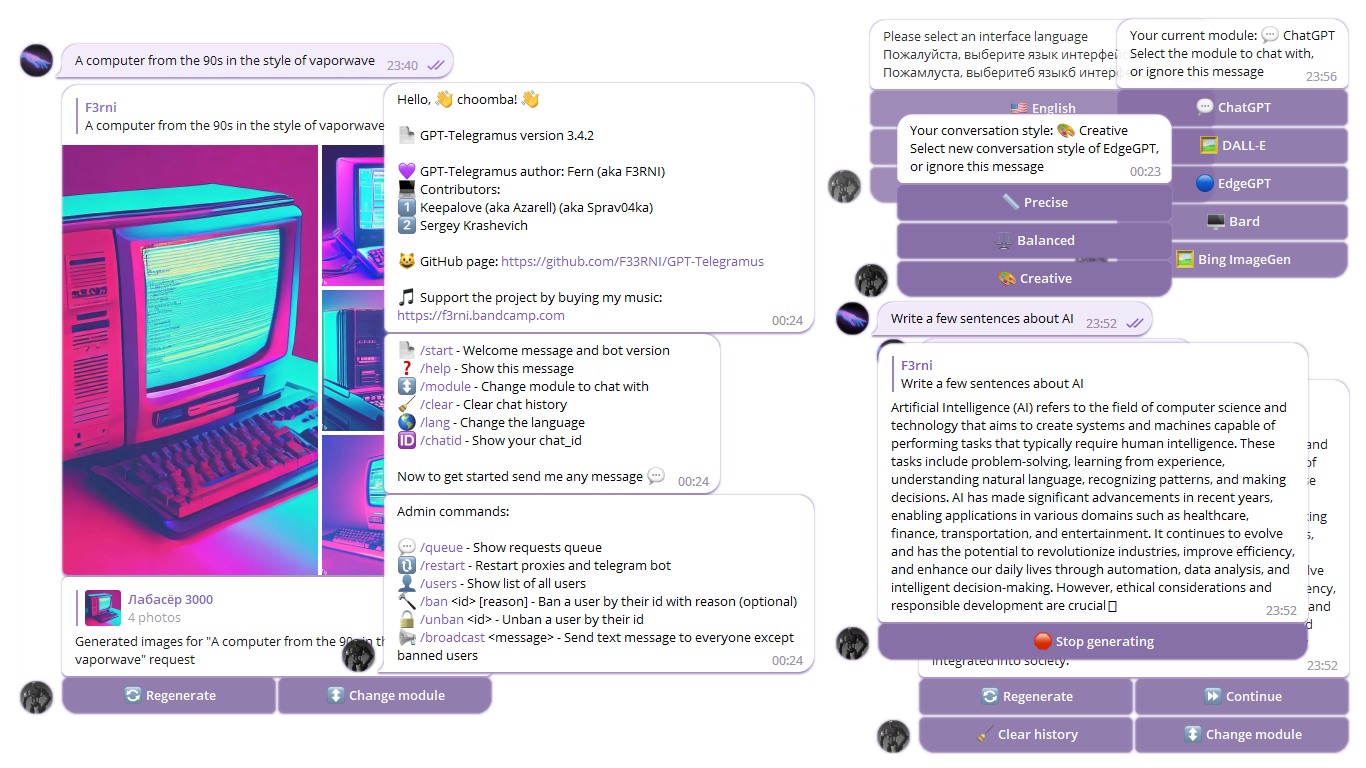 A computer from the 90s in the style of vaporwave 23:40
F3rni
A computer from the 90s in the style of vaporwave
Лабасёр 3000
4 photos
Generated images for "A computer from the 90s in th
vaporwave" request
Regenerate
Change module
Hello, choomba!
GPT-Telegramus version 3.4.2
GPT-Telegramus author: Fern (aka F3RNI)
Contributors:
1 Keepalove (aka Azarell) (aka Sprav04ka)
2 Sergey Krashevich
GitHub page: https://github.com/F33RNI/GPT-Telegramus
Support the project by buying my music:
https://f3rni.bandcamp.com
00:24
/start - Welcome message and bot version
/help - Show this message
/module - Change module to chat with
/clear - Clear chat history
/lang - Change the language
ID /chatid - Show your chat_id
Now to get started send me any message 00:24
Admin commands:
/queue - Show requests queue
/restart - Restart proxies and telegram bot
/users - Show list of all users
/ban <id> [reason] - Ban a user by their id with reason (optional)
/unban <id> - Unban a user by their id
/broadcast <message> - Send text message to everyone except
banned users
00:24
Please select an interface language
Пожалуйста, выберите язык интерфей
Пожамлуста, выберитеб языкб интерф
English
Your current module: ChatGPT
Select the module to chat with,
or ignore this message
23:56
ChatGPT
DALL-E
EdgeGPT
Bard
Bing ImageGen
Your conversation style: Creative
Select new conversation style of EdgeGPT,
or ignore this message
00:23
Precise
Balanced
Creative
Write a few sentences about AI 23:52
F3rni
Write a few sentences about AI
Artificial Intelligence (AI) refers to the field of computer science and
technology that aims to create systems and machines capable of
performing tasks that typically require human intelligence. These
tasks include problem-solving, learning from experience,
understanding natural language, recognizing patterns, and making
decisions. AI has made significant advancements in recent years,
enabling applications in various domains such as healthcare,
finance, transportation, and entertainment. It continues to evolve
and has the potential to revolutionize industries, improve efficiency,
and enhance our daily lives through automation, data analysis, and
intelligent decision-making. However, ethical considerations and
responsible development are crucial
23:52
Stop generating
integrated into society.
23:52
Regenerate
Continue
Clear history
Change module